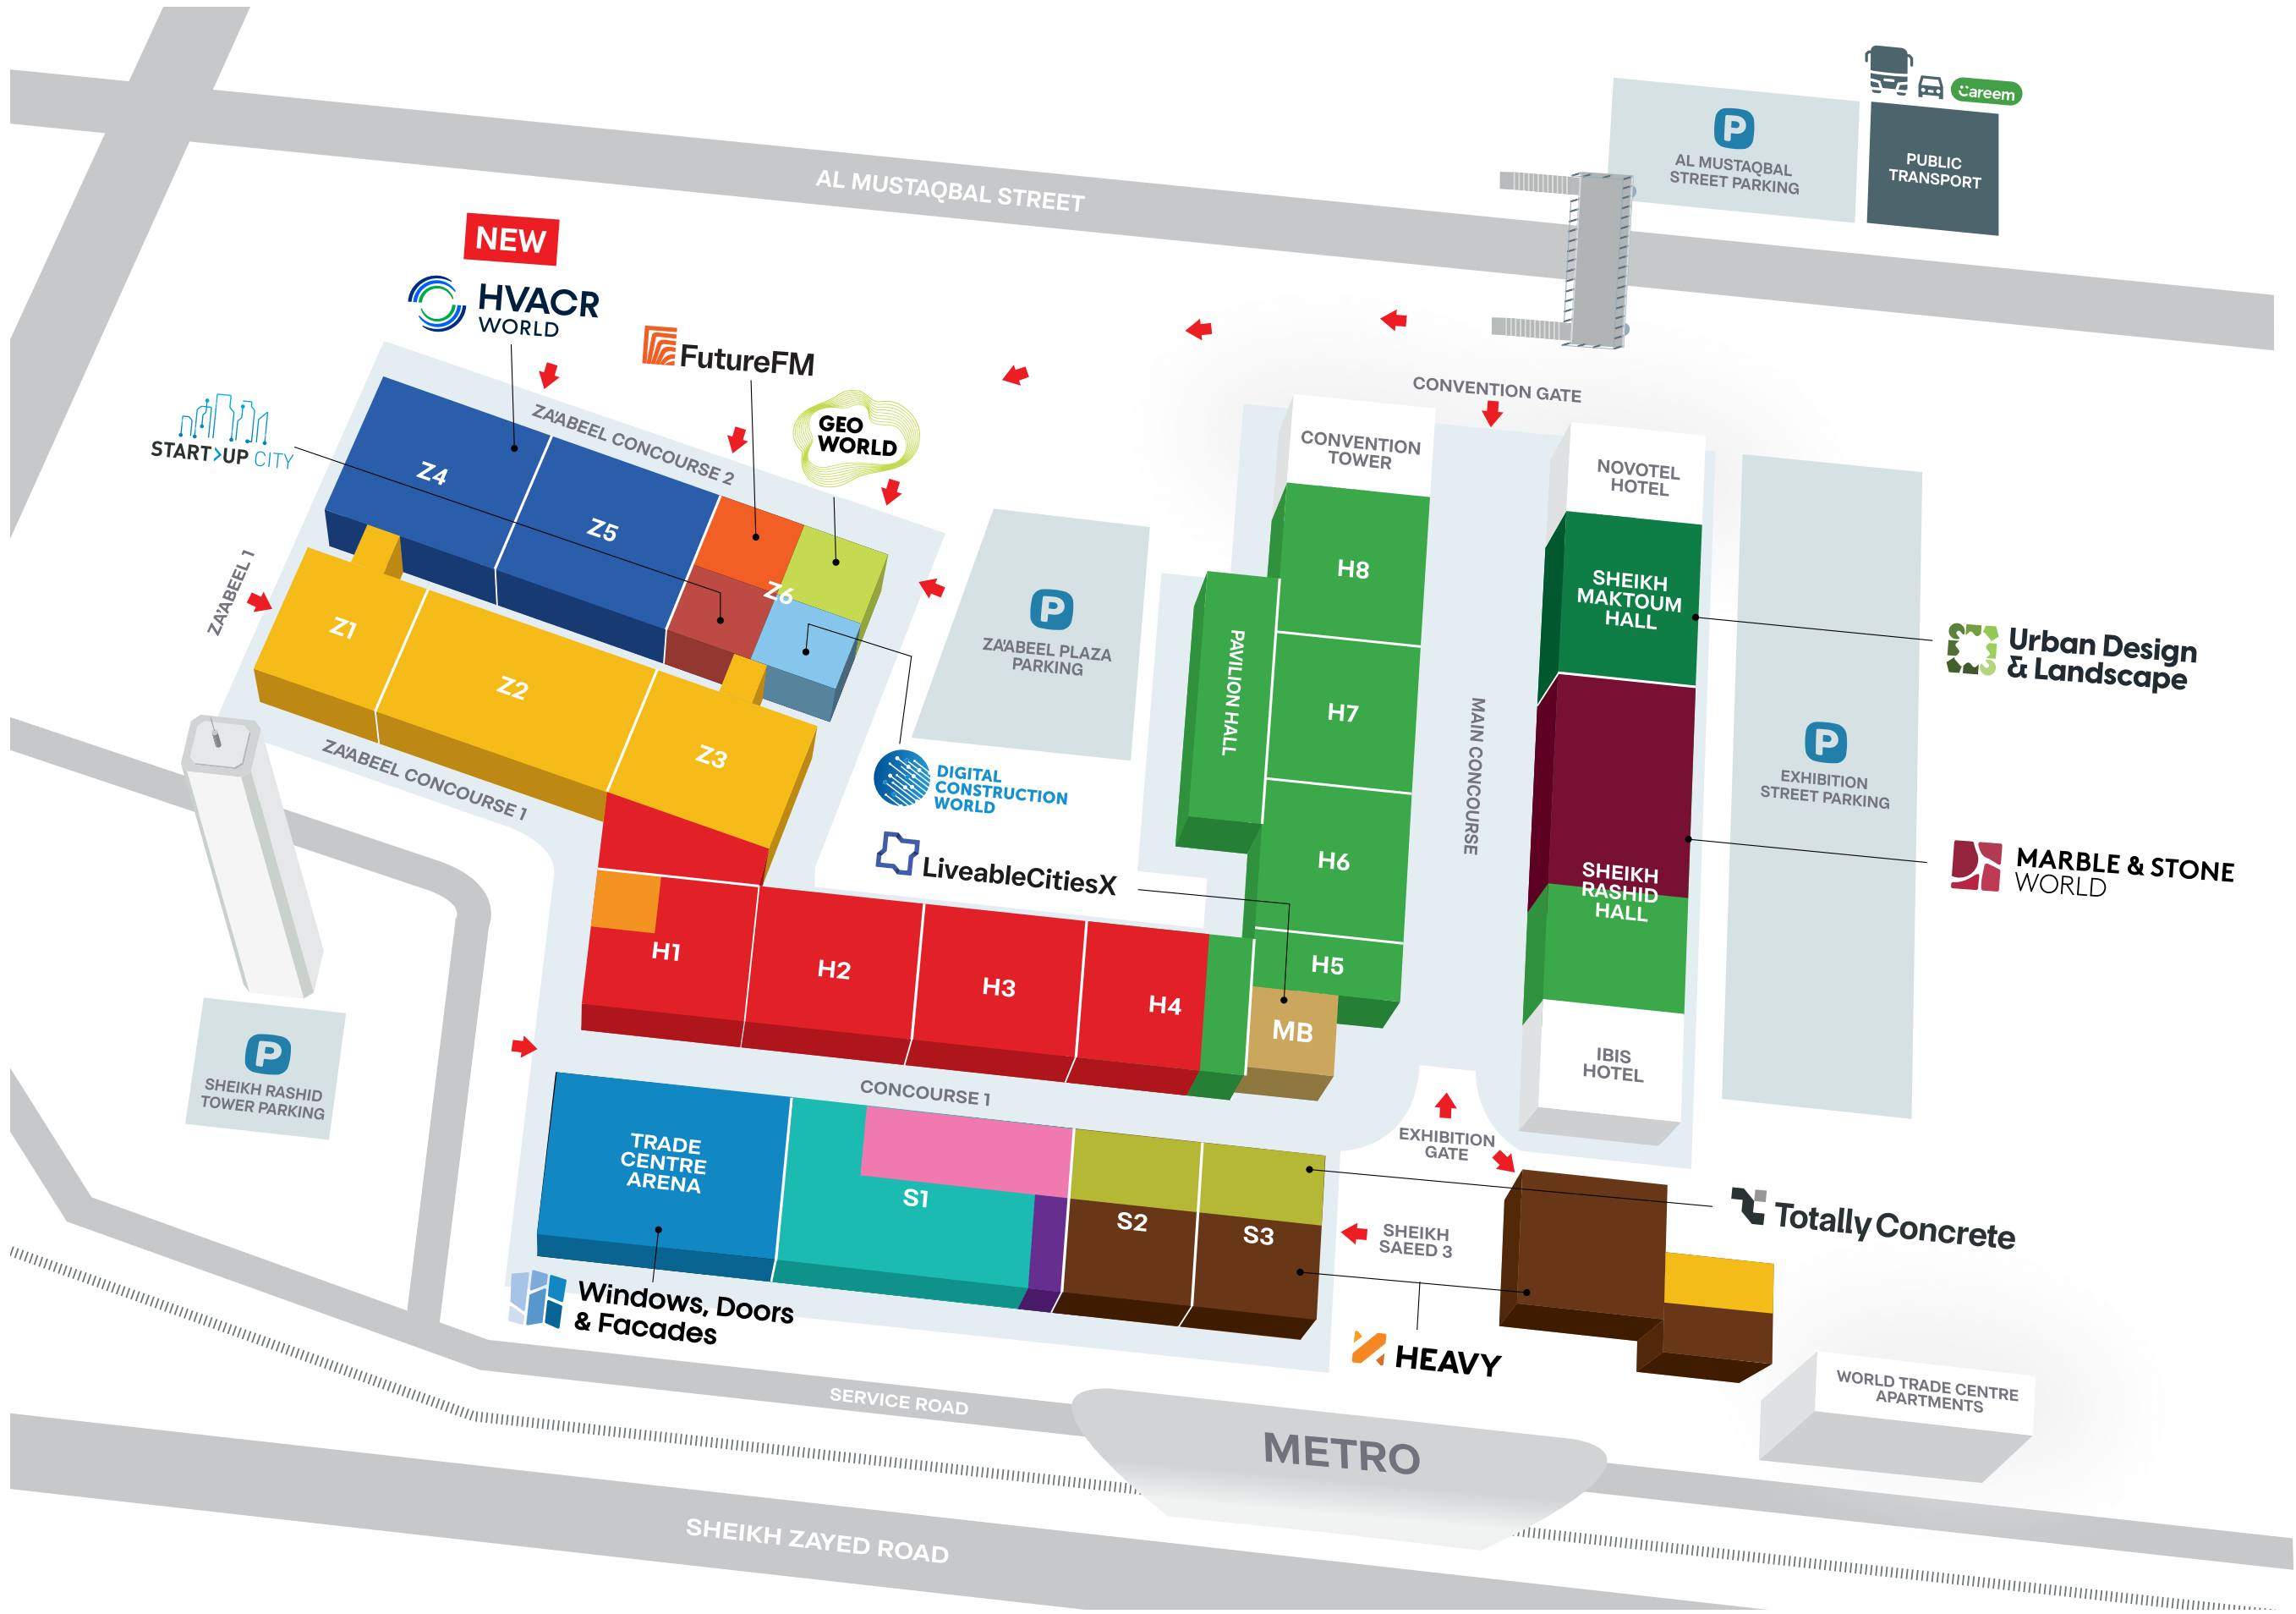 Careem
P
AL MUSTAQBAL
STREET PARKING
PUBLIC
TRANSPORT
AL MUSTAQBAL STREET
NEW
HVACR
WORLD
FutureFM
GEO
WORLD
START>UP CITY
CONVENTION GATE
ZA'ABEEL CONCOURSE 2
Z4
Z5
Z6
ZA'ABEEL 1
Z1
Z2
Z3
ZA'ABEEL CONCOURSE 1
P
ZA'ABEEL PLAZA
PARKING
DIGITAL
CONSTRUCTION
WORLD
LiveableCitiesX
CONVENTION
TOWER
H8
PAVILION HALL
H7
H6
H5
MB
MAIN CONCOURSE
NOVOTEL
HOTEL
SHEIKH
MAKTOUM
HALL
SHEIKH
RASHID
HALL
IBIS
HOTEL
Urban Design
& Landscape
P
EXHIBITION
STREET PARKING
MARBLE & STONE
WORLD
H1
H2
H3
H4
P
SHEIKH RASHID
TOWER PARKING
CONCOURSE 1
TRADE
CENTRE
ARENA
S1
S2
S3
EXHIBITION
GATE
SHEIKH
SAEED 3
Totally Concrete
Windows, Doors
& Facades
HEAVY
WORLD TRADE CENTRE
APARTMENTS
SERVICE ROAD
METRO
SHEIKH ZAYED ROAD